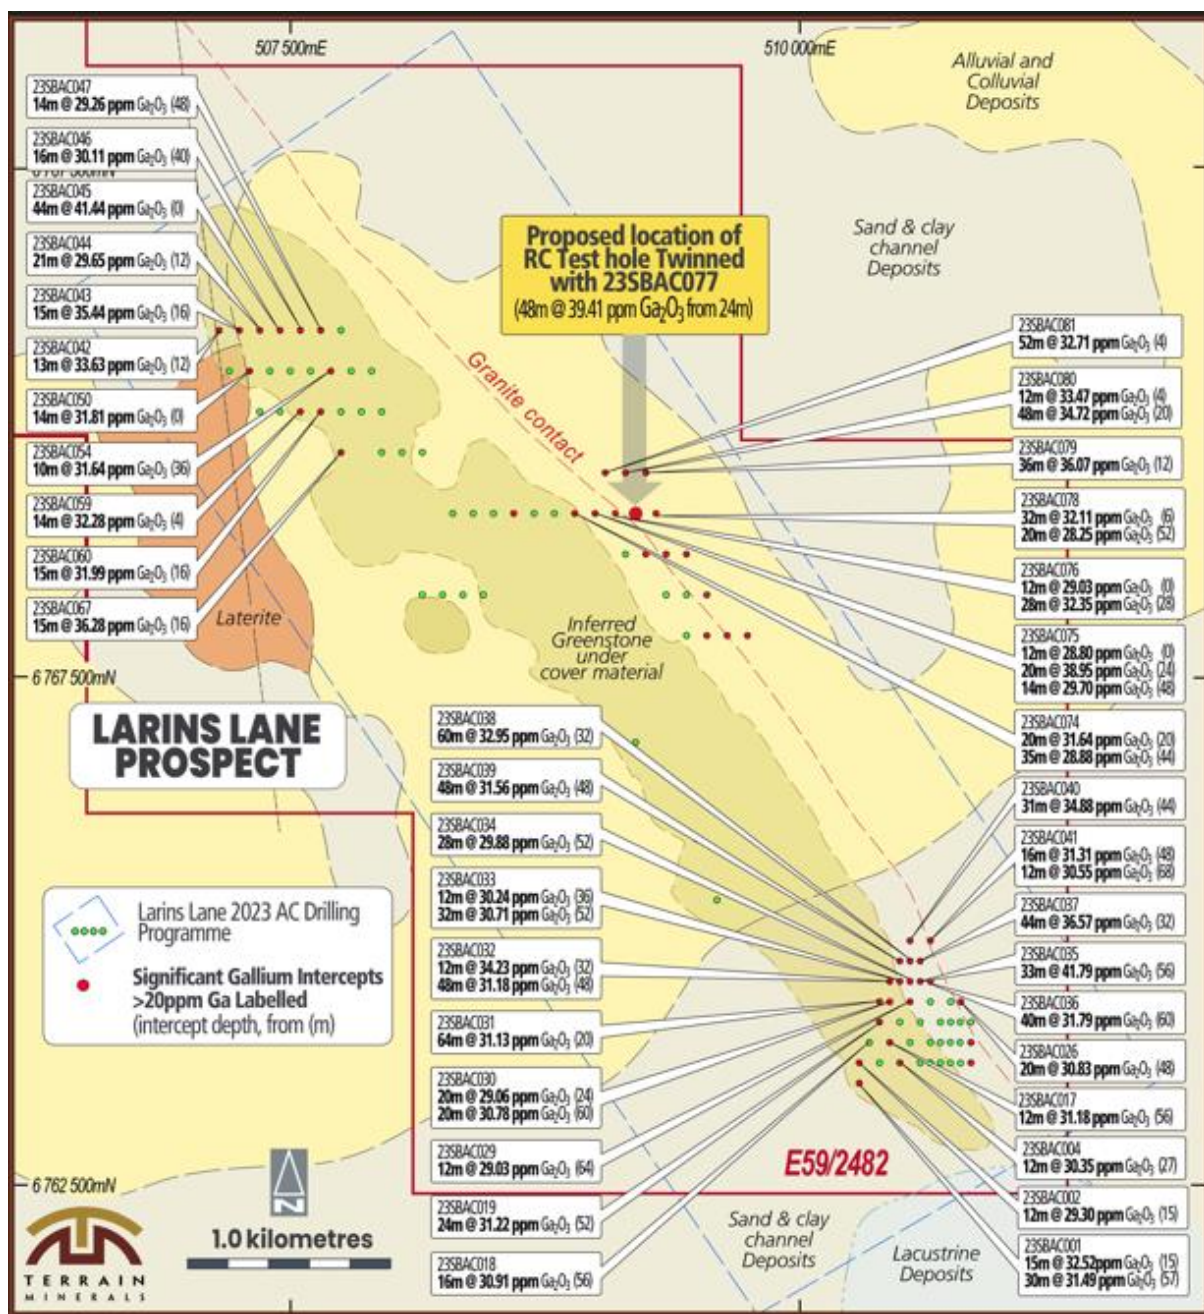 507 500mE
510 000mE
Alluvial and
Colluvial
Deposits
23SBAC047
14m @ 29.26 ppm Ga₂O₃ (48)
23SBAC046
16m @ 30.11 ppm Ga₂O₃ (40)
6 767 500mN
23SBAC045
44m @ 41.44 ppm Ga₂O₃ (0)
23SBAC044
21m @ 29.65 ppm Ga₂O₃ (12)
23SBAC043
15m @ 35.44 ppm Ga₂O₃ (16)
23SBAC042
13m @ 33.63 ppm Ga₂O₃ (12)
23SBAC050
14m @ 31.81 ppm Ga₂O₃ (0)
23SBAC054
10m @ 31.64 ppm Ga₂O₃ (36)
23SBAC059
14m @ 32.28 ppm Ga₂O₃ (4)
23SBAC060
15m @ 31.99 ppm Ga₂O₃ (16)
23SBAC067
15m @ 36.28 ppm Ga₂O₃ (16)
Proposed location of
RC Test hole Twinned
with 23SBAC077
(48m @ 39.41 ppm Ga₂O₃ from 24m)
Sand & clay
channel
Deposits
Granite contact
Laterite
Inferred
Greenstone
under
cover material
23SBAC081
52m @ 32.71 ppm Ga₂O₃ (4)
23SBAC080
12m @ 33.47 ppm Ga₂O₃ (4)
48m @ 34.72 ppm Ga₂O₃ (20)
23SBAC079
36m @ 36.07 ppm Ga₂O₃ (12)
23SBAC078
32m @ 32.11 ppm Ga₂O₃ (6)
20m @ 28.25 ppm Ga₂O₃ (52)
23SBAC076
12m @ 29.03 ppm Ga₂O₃ (0)
28m @ 32.35 ppm Ga₂O₃ (28)
23SBAC075
12m @ 28.80 ppm Ga₂O₃ (0)
20m @ 38.95 ppm Ga₂O₃ (24)
14m @ 29.70 ppm Ga₂O₃ (48)
23SBAC074
20m @ 31.64 ppm Ga₂O₃ (20)
35m @ 28.88 ppm Ga₂O₃ (44)
6 767 500mN
LARINS LANE
PROSPECT
23SBAC038
60m @ 32.95 ppm Ga₂O₃ (32)
23SBAC039
48m @ 31.56 ppm Ga₂O₃ (48)
23SBAC034
28m @ 29.88 ppm Ga₂O₃ (52)
23SBAC033
12m @ 30.24 ppm Ga₂O₃ (36)
32m @ 30.71 ppm Ga₂O₃ (52)
23SBAC032
12m @ 34.23 ppm Ga₂O₃ (32)
48m @ 31.18 ppm Ga₂O₃ (48)
23SBAC031
64m @ 31.13 ppm Ga₂O₃ (20)
23SBAC030
20m @ 29.06 ppm Ga₂O₃ (24)
20m @ 30.78 ppm Ga₂O₃ (60)
23SBAC029
12m @ 29.03 ppm Ga₂O₃ (64)
23SBAC019
24m @ 31.22 ppm Ga₂O₃ (52)
23SBAC018
16m @ 30.91 ppm Ga₂O₃ (56)
23SBAC040
31m @ 34.88 ppm Ga₂O₃ (44)
23SBAC041
16m @ 31.31 ppm Ga₂O₃ (48)
12m @ 30.55 ppm Ga₂O₃ (68)
23SBAC037
44m @ 36.57 ppm Ga₂O₃ (32)
23SBAC035
33m @ 41.79 ppm Ga₂O₃ (56)
23SBAC036
40m @ 31.79 ppm Ga₂O₃ (60)
23SBAC026
20m @ 30.83 ppm Ga₂O₃ (48)
23SBAC017
12m @ 31.18 ppm Ga₂O₃ (56)
23SBAC004
12m @ 30.35 ppm Ga₂O₃ (27)
23SBAC002
12m @ 29.30 ppm Ga₂O₃ (15)
23SBAC001
15m @ 32.52ppm Ga₂O₃ (15)
30m @ 31.49 ppm Ga₂O₃ (57)
Larins Lane 2023 AC Drilling
Programme
Significant Gallium Intercepts
>20ppm Ga Labelled
(intercept depth, from (m)
E59/2482
6 762 500mN
N
1.0 kilometres
Sand & clay
channel
Deposits
Lacustrine
Deposits
TERRAIN
MINERALS